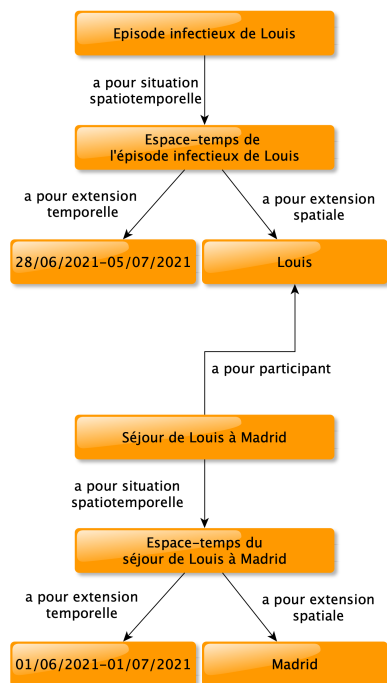 Episode infectieux de Louis
a pour situation
spatiotemporelle
Espace-temps de
l'épisode infectieux de Louis
a pour extension
temporelle
a pour extension
spatiale
28/06/2021-05/07/2021
Louis
a pour participant
Séjour de Louis à Madrid
a pour situation
spatiotemporelle
Espace-temps du
séjour de Louis à Madrid
a pour extension
temporelle
a pour extension
spatiale
01/06/2021-01/07/2021
Madrid